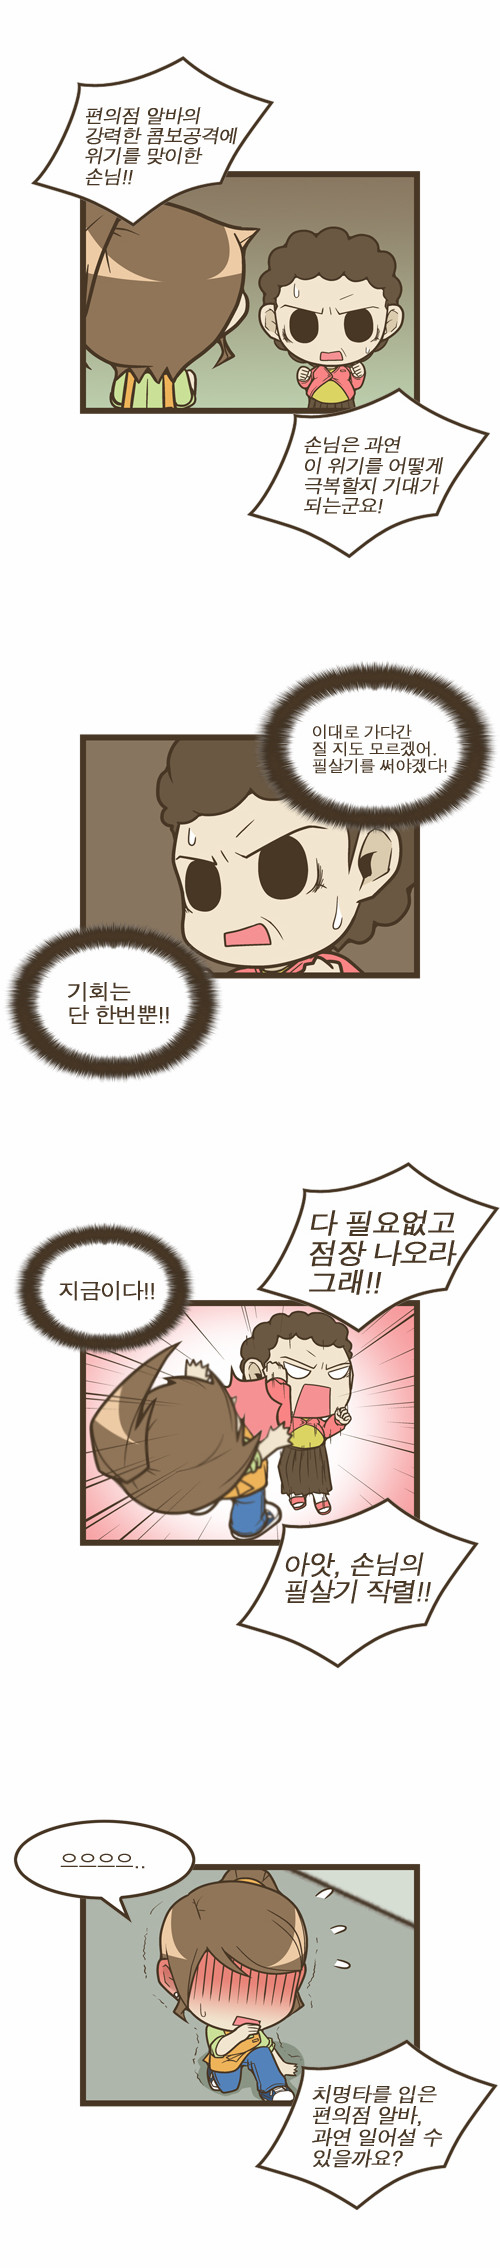 편의점 알바의
강력한 콤보공격에
위기를 맞이한
손님!!
손님은 과연
이 위기를 어떻게
극복할지 기대가
되는군요!
이대로 가다간
질 지도 모르겠어.
필살기를 써야겠다!
기회는
단 한번뿐!!
다 필요없고
점장 나오라
그래!!
지금이다!!
아앗, 손님의
필살기 작렬!!
으으으으..
치명타를 입은
편의점 알바,
과연 일어설 수
있을까요?